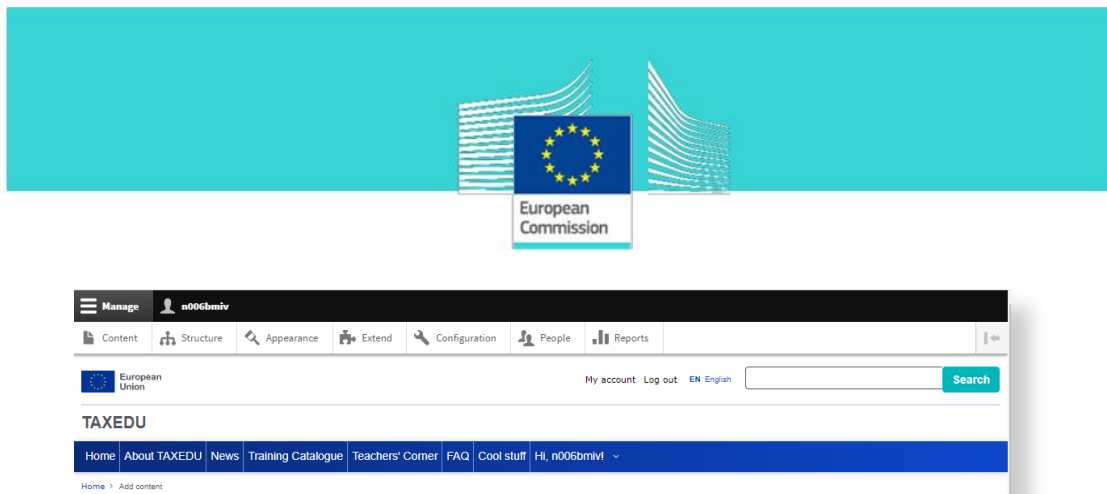 European
Commission
Manage n006bmiv
Content Structure Appearance Extend Configuration People Reports
European
Union
My account Log out EN English Search
TAXEDU
Home About TAXEDU News Training Catalogue Teachers' Corner FAQ Cool stuff Hi, n006bmiv!
Home > Add content